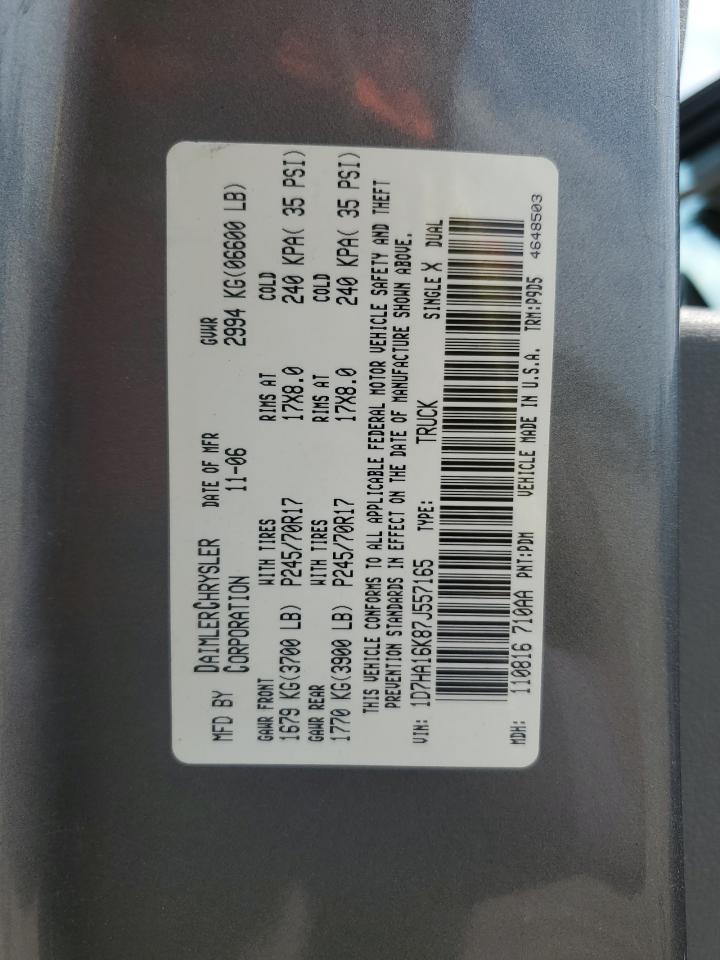 MFD BY DAIMLERCHRYSLER CORPORATION
DATE OF MFR 11-06
GVWR 2994 KG(06600 LB)
GAWR FRONT WITH TIRES RIMS AT COLD
1679 KG(3700 LB) P245/70R17 17X8.0 240 KPA( 35 PSI)
GAWR REAR WITH TIRES RIMS AT COLD
1770 KG(3900 LB) P245/70R17 17X8.0 240 KPA( 35 PSI)
THIS VEHICLE CONFORMS TO ALL APPLICABLE FEDERAL MOTOR VEHICLE SAFETY AND THEFT
PREVENTION STANDARDS IN EFFECT ON THE DATE OF MANUFACTURE SHOWN ABOVE.
VIN: 1D7HA16K87J557165 TYPE: TRUCK SINGLE X DUAL
MDH: 110816 710AA PNT:PDM VEHICLE MADE IN U.S.A. TRM:P9D5
4648503